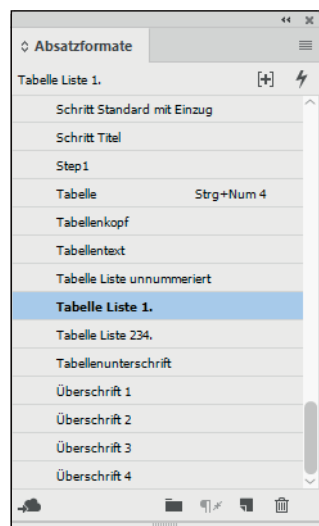 Absatzformate
Tabelle Liste 1.
Schritt Standard mit Einzug
Schritt Titel
Step1
Tabelle Strg+Num 4
Tabellenkopf
Tabellentext
Tabelle Liste unnummeriert
Tabelle Liste 1.
Tabelle Liste 234.
Tabellenunterschrift
Überschrift 1
Überschrift 2
Überschrift 3
Überschrift 4